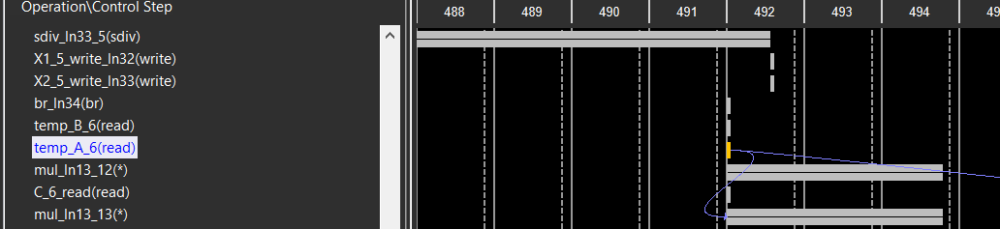 Operation\Control Step
488 489 490 491 492 493 494 49
sdiv_ln33_5(sdiv)
X1_5_write_ln32(write)
X2_5_write_ln33(write)
br_ln34(br)
temp_B_6(read)
temp_A_6(read)
mul_ln13_12(*)
C_6_read(read)
mul_ln13_13(*)